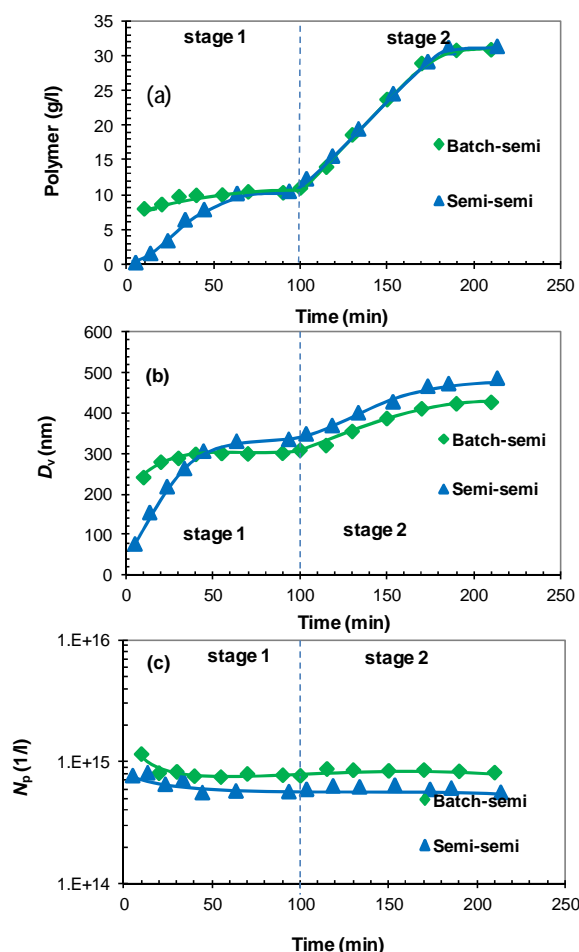 stage 1
stage 2
(a)
Polymer (g/l)
35
30
25
20
15
10
5
0
Batch-semi
Semi-semi
0 50 100 150 200 250
Time (min)
600
500
400
300
200
100
0
(b)
Dv (nm)
Batch-semi
Semi-semi
stage 1
stage 2
0 50 100 150 200 250
Time (min)
1.E+16
1.E+15
1.E+14
(c)
stage 1
stage 2
Np (1/l)
Batch-semi
Semi-semi
0 50 100 150 200 250
Time (min)